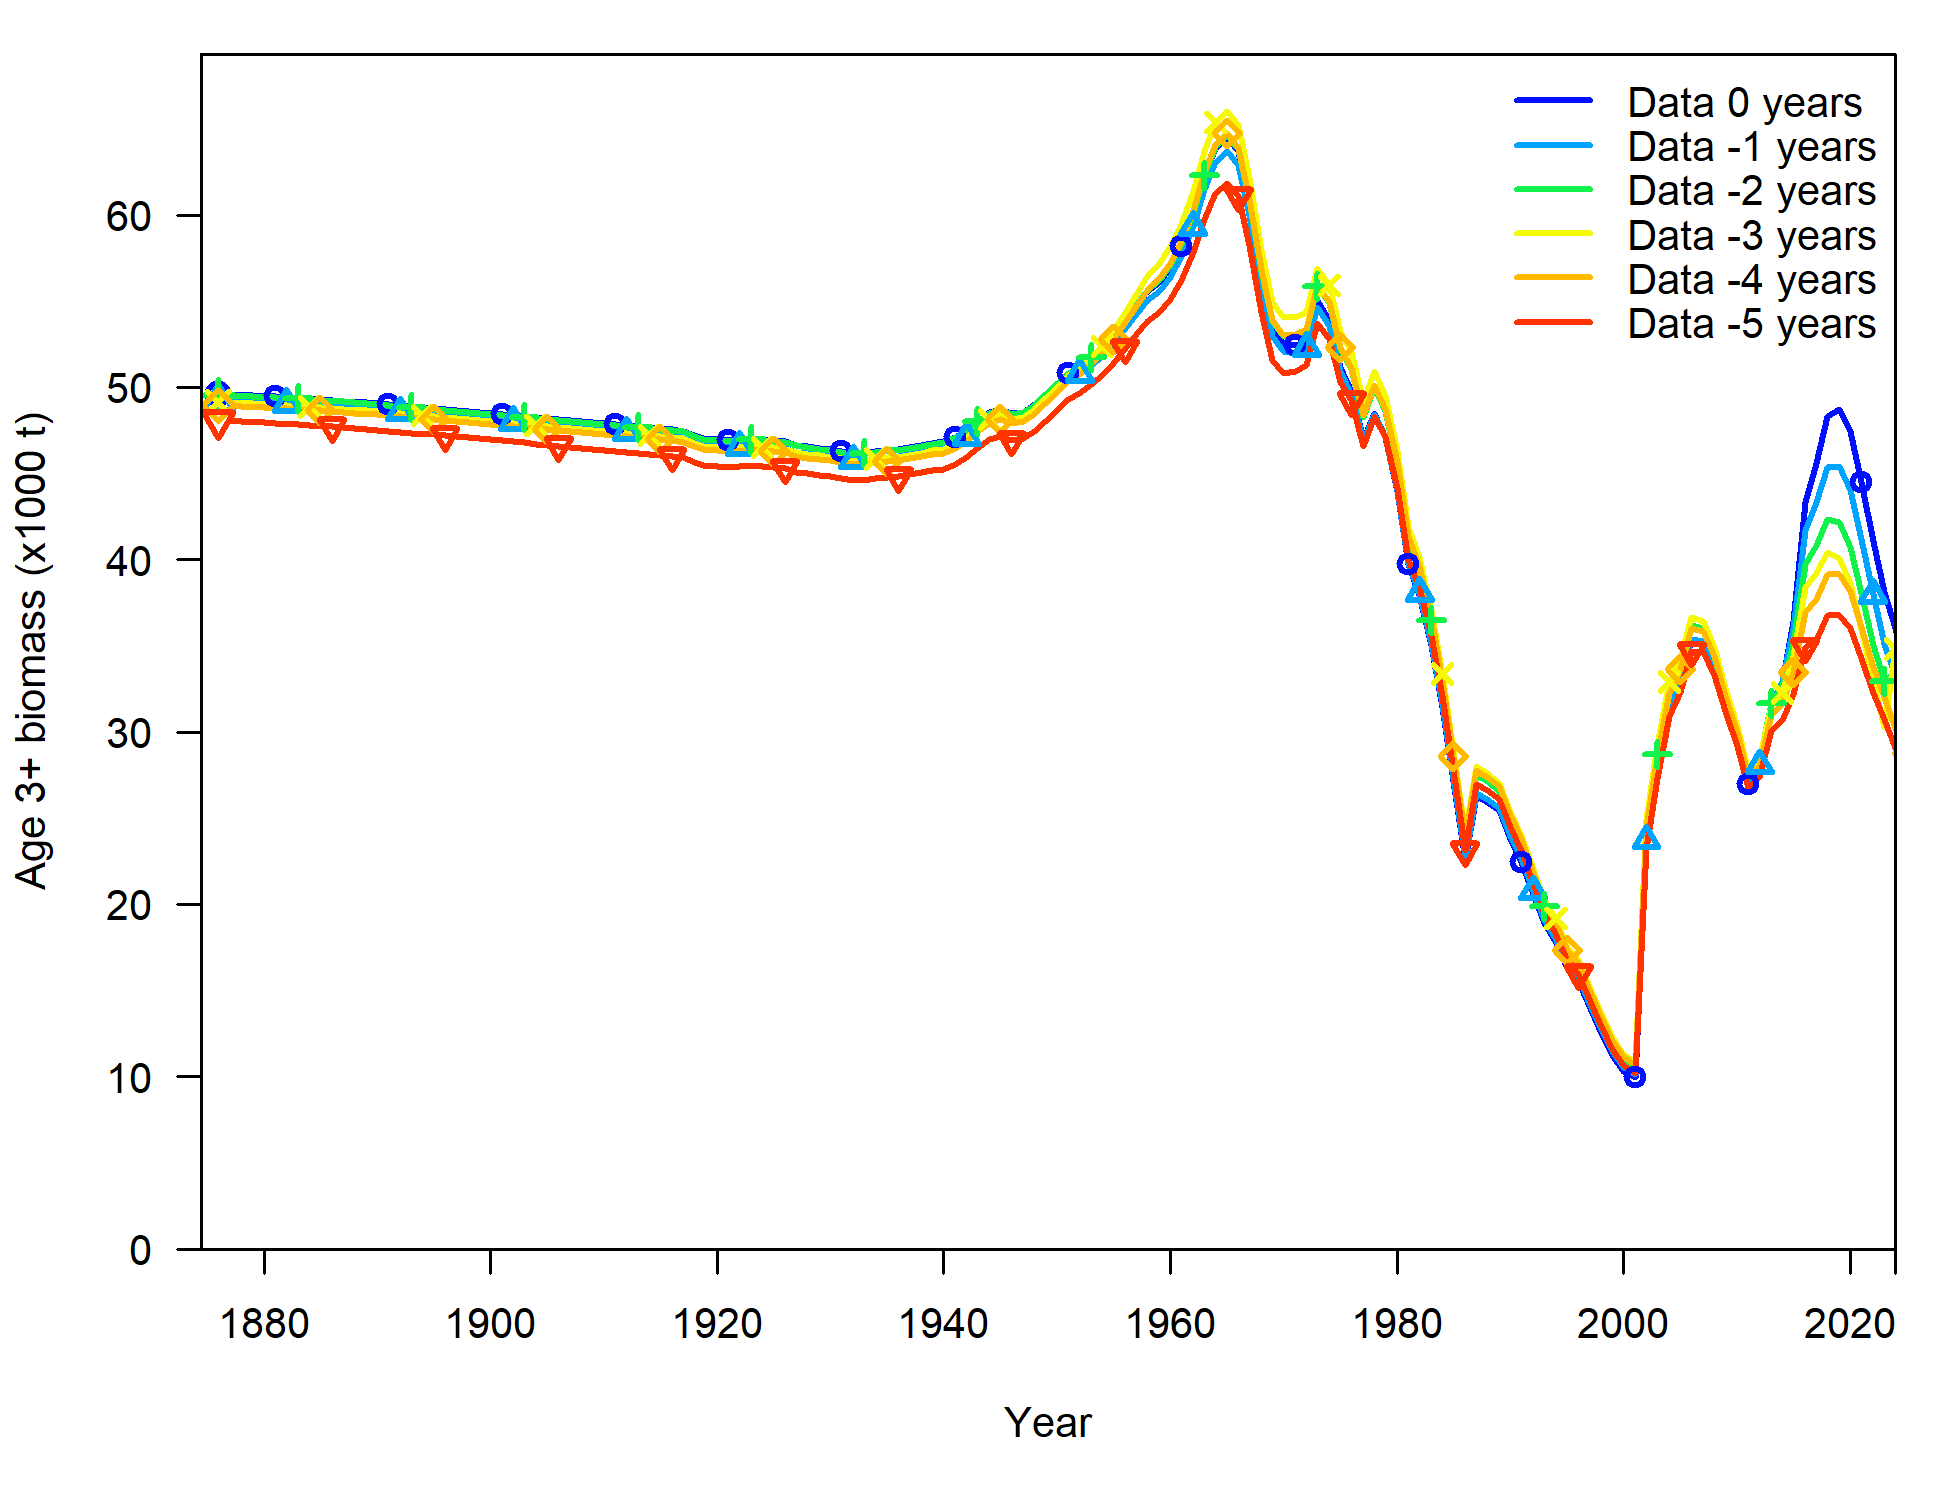 Data 0 years
Data -1 years
Data -2 years
Data -3 years
Data -4 years
Data -5 years
Age 3+ biomass (x1000 t)
60
50
40
30
20
10
0
1880 1900 1920 1940 1960 1980 2000 2020
Year